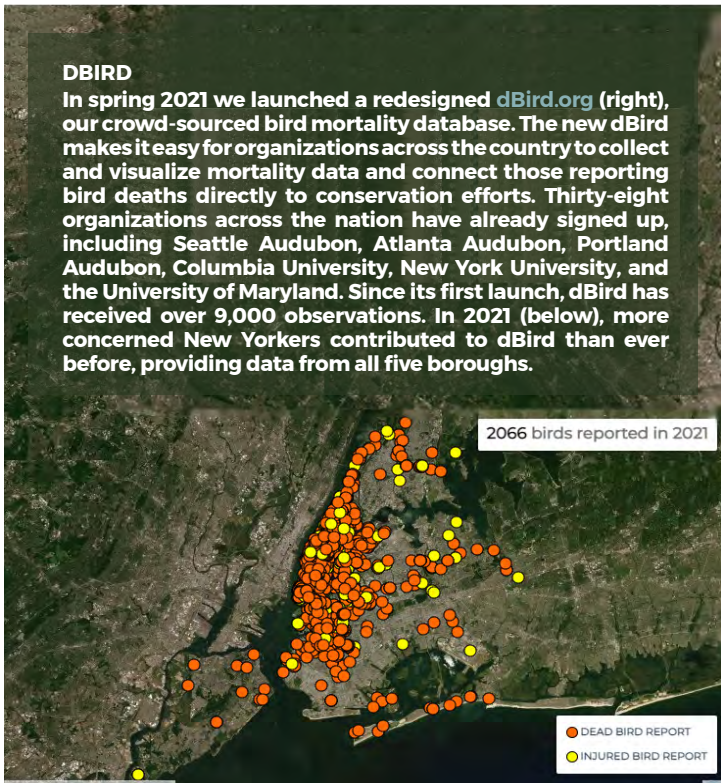 DBIRD
In spring 2021 we launched a redesigned dBird.org (right),
our crowd-sourced bird mortality database. The new dBird
makes it easy for organizations across the country to collect
and visualize mortality data and connect those reporting
bird deaths directly to conservation efforts. Thirty-eight
organizations across the nation have already signed up,
including Seattle Audubon, Atlanta Audubon, Portland
Audubon, Columbia University, New York University, and
the University of Maryland. Since its first launch, dBird has
received over 9,000 observations. In 2021 (below), more
concerned New Yorkers contributed to dBird than ever
before, providing data from all five boroughs.
2066 birds reported in 2021
DEAD BIRD REPORT
INJURED BIRD REPORT